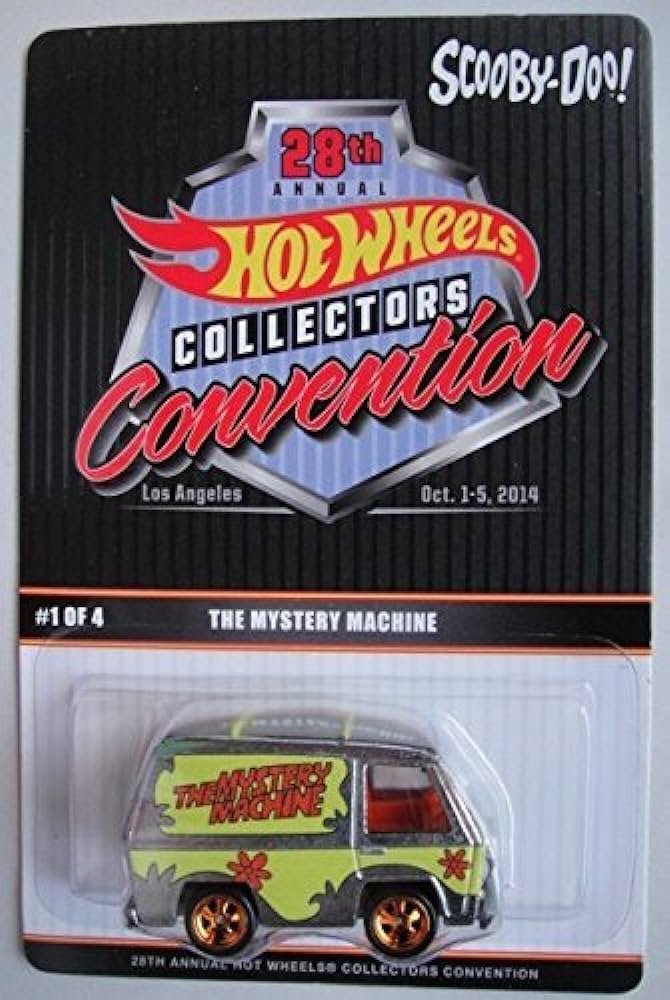 SCOOBY-DOO!
28th
ANNUAL
HOT WHEELS
COLLECTORS
Convention
Los Angeles Oct. 1-5, 2014
#1 OF 4 THE MYSTERY MACHINE
THE MYSTERY
MACHINE
28TH ANNUAL HOT WHEELS® COLLECTORS CONVENTION